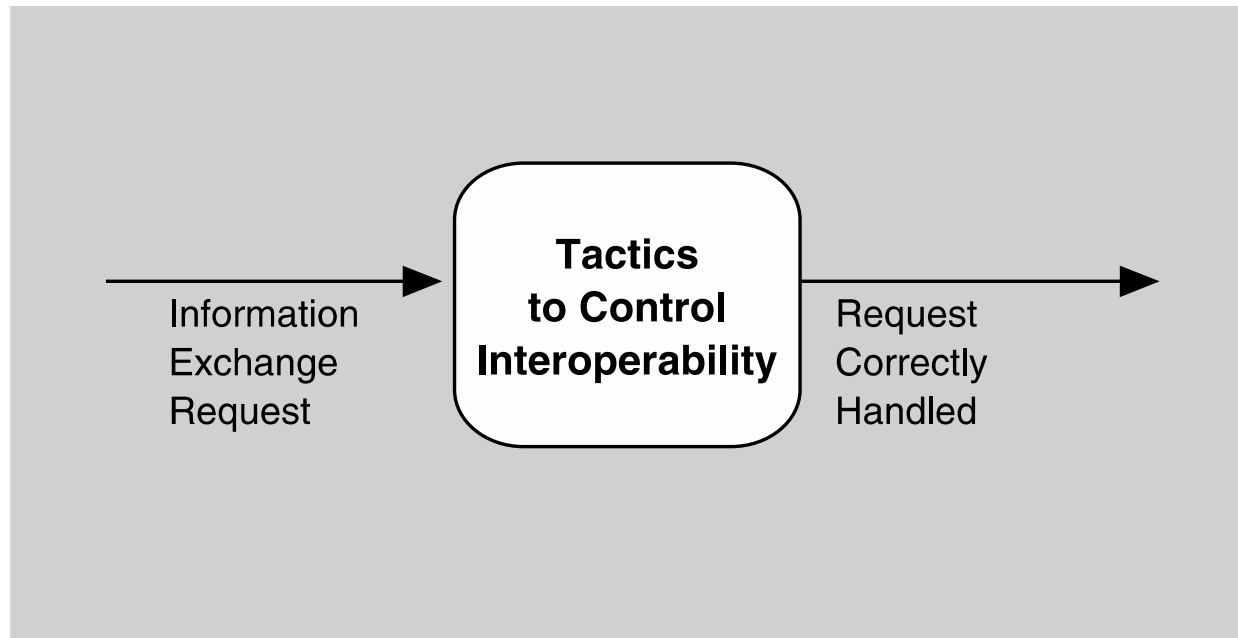 Information
Exchange
Request
Tactics
to Control
Interoperability
Request
Correctly
Handled